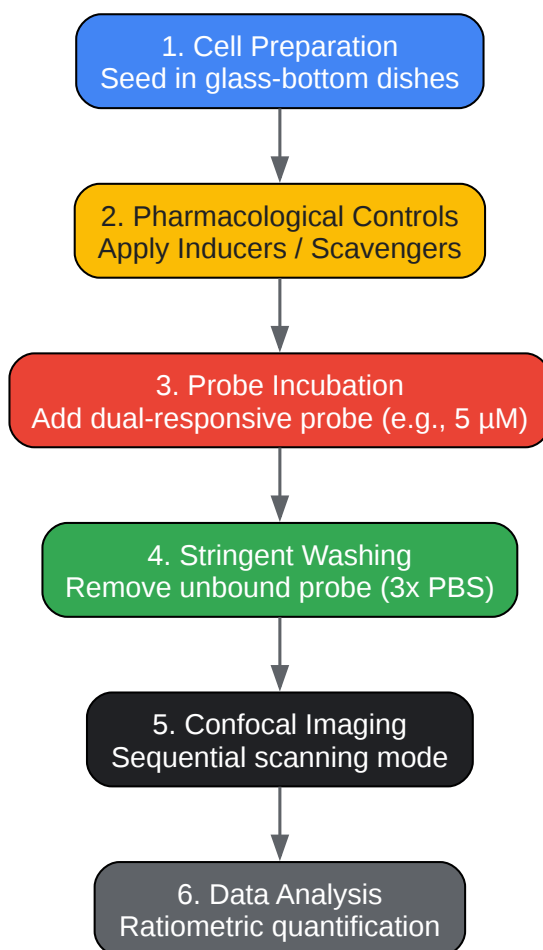 1. Cell Preparation
Seed in glass-bottom dishes
2. Pharmacological Controls
Apply Inducers / Scavengers
3. Probe Incubation
Add dual-responsive probe (e.g., 5 µM)
4. Stringent Washing
Remove unbound probe (3x PBS)
5. Confocal Imaging
Sequential scanning mode
6. Data Analysis
Ratiometric quantification